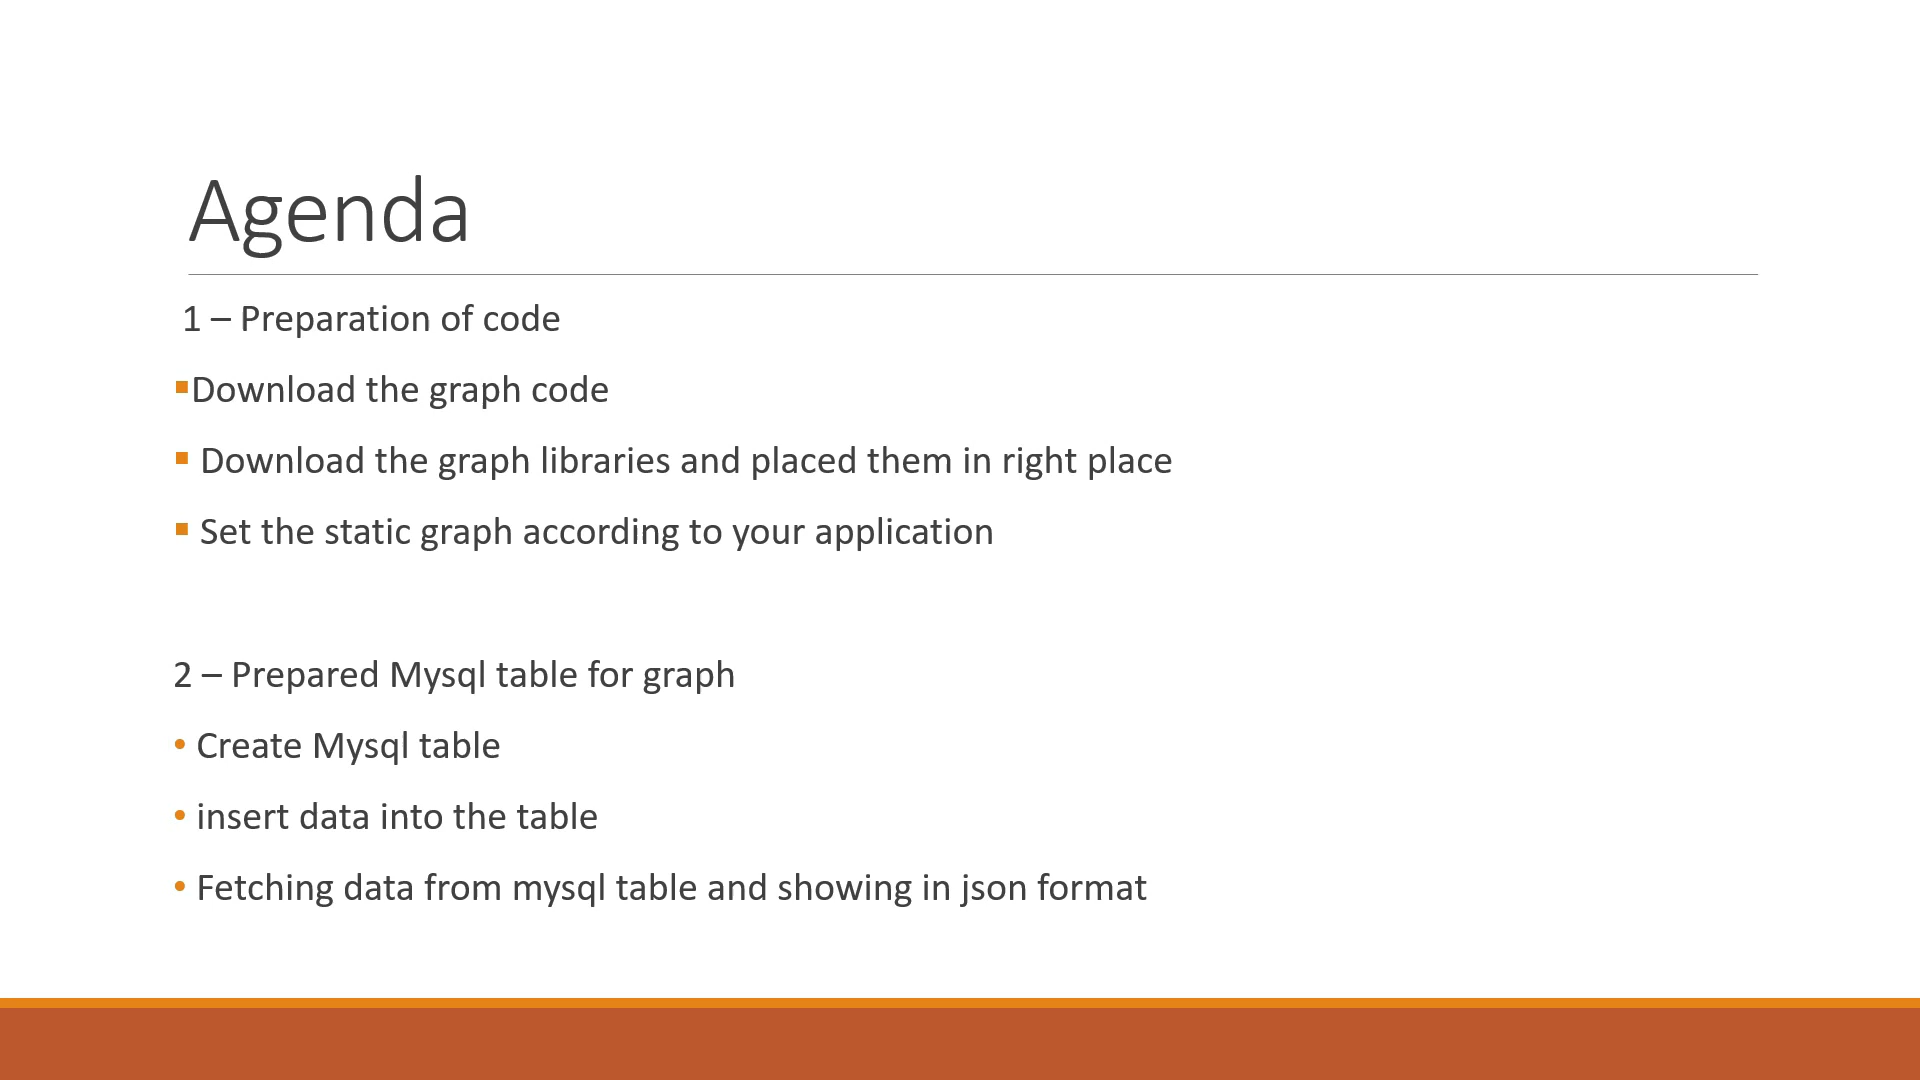 Agenda
1 – Preparation of code
▪Download the graph code
▪ Download the graph libraries and placed them in right place
▪ Set the static graph according to your application
2 – Prepared Mysql table for graph
• Create Mysql table
• insert data into the table
• Fetching data from mysql table and showing in json format